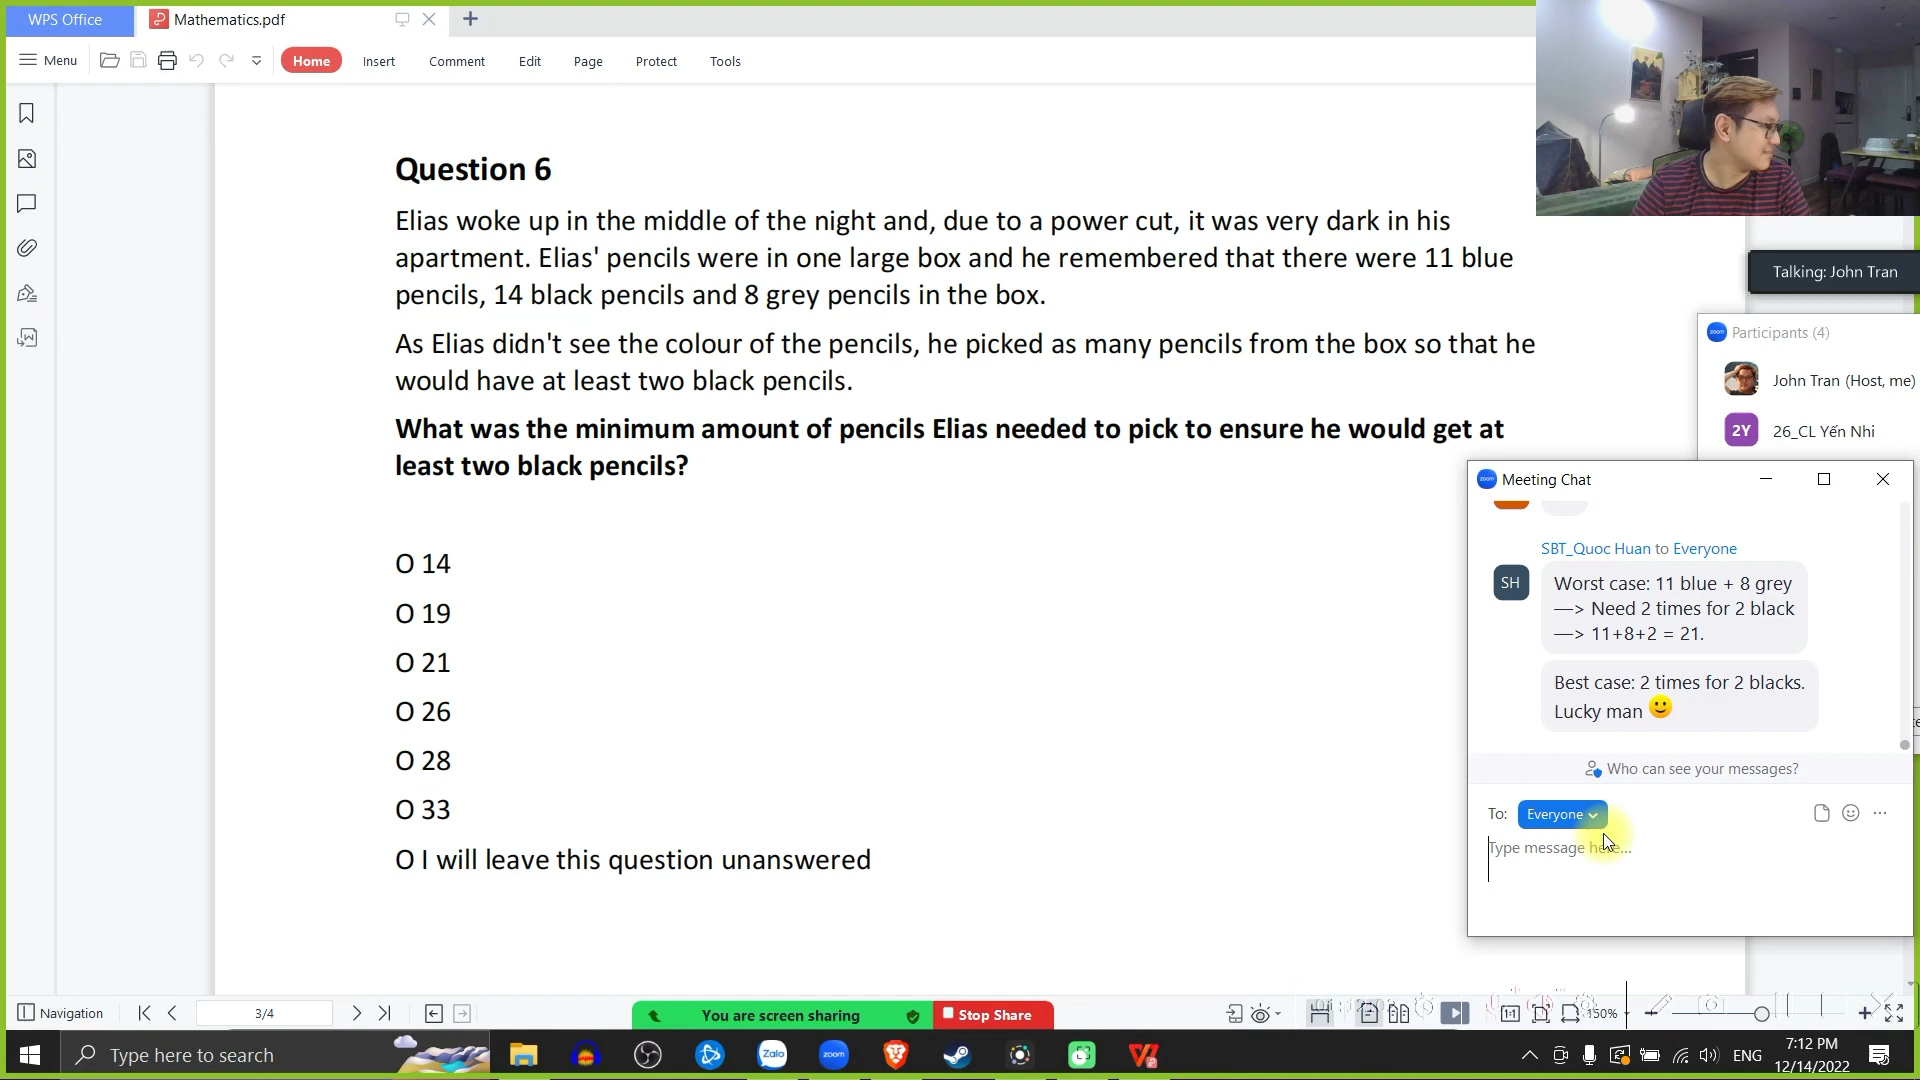 WPS Office
Mathematics.pdf
Menu
Home
Insert
Comment
Edit
Page
Protect
Tools
Question 6
Elias woke up in the middle of the night and, due to a power cut, it was very dark in his
apartment. Elias' pencils were in one large box and he remembered that there were 11 blue
pencils, 14 black pencils and 8 grey pencils in the box.
As Elias didn't see the colour of the pencils, he picked as many pencils from the box so that he
would have at least two black pencils.
What was the minimum amount of pencils Elias needed to pick to ensure he would get at
least two black pencils?
O 14
O 19
O 21
O 26
O 28
O 33
O I will leave this question unanswered
Talking: John Tran
zoom
Participants (4)
John Tran (Host, me)
2Y
26_CL Yến Nhi
zoom
Meeting Chat
SBT_Quoc Huan to Everyone
SH
Worst case: 11 blue + 8 grey
—> Need 2 times for 2 black
—> 11+8+2 = 21.
Best case: 2 times for 2 blacks.
Lucky man 🙂
Who can see your messages?
To:
Everyone
Type message here...
Navigation
3/4
You are screen sharing
Stop Share
1:1
150%
Type here to search
Zalo
zoom
ENG
7:12 PM
12/14/2022